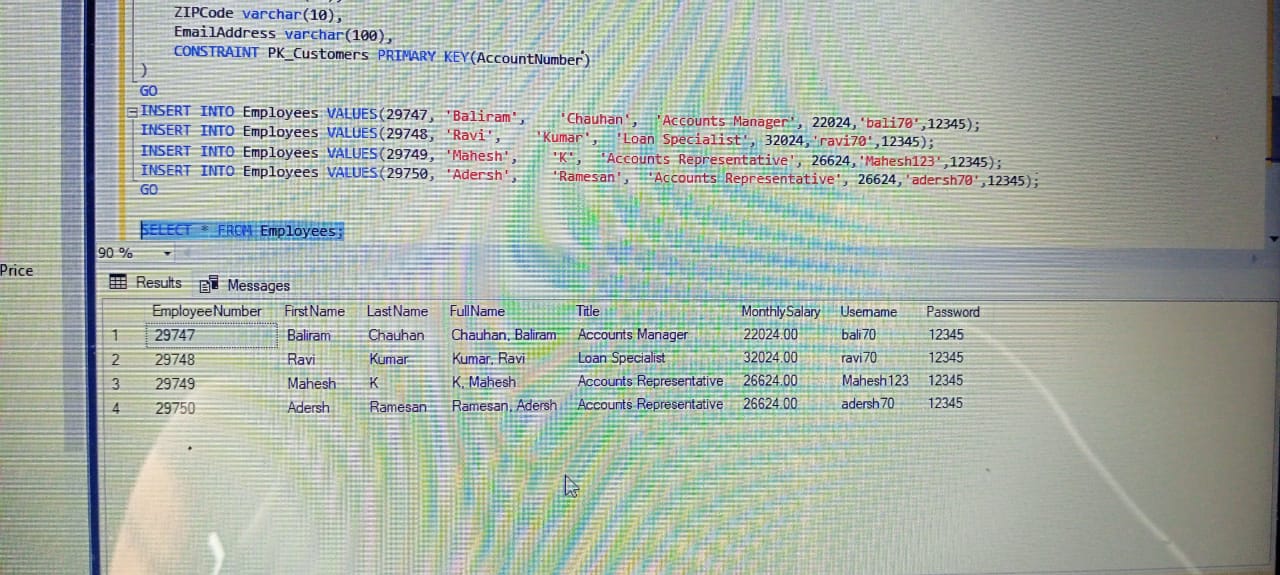 ZIPCode varchar(10),
EmailAddress varchar(100),
CONSTRAINT PK_Customers PRIMARY KEY(AccountNumber)
)
GO
INSERT INTO Employees VALUES(29747, 'Baliram', 'Chauhan', 'Accounts Manager', 22024,'bali70',12345);
INSERT INTO Employees VALUES(29748, 'Ravi', 'Kumar', 'Loan Specialist', 32024,'ravi70',12345);
INSERT INTO Employees VALUES(29749, 'Mahesh', 'K', 'Accounts Representative', 26624,'Mahesh123',12345);
INSERT INTO Employees VALUES(29750, 'Adersh', 'Ramesan', 'Accounts Representative', 26624,'adersh70',12345);
GO
SELECT * FROM Employees;
90 %
Price
Results Messages
EmployeeNumber FirstName LastName FullName Title MonthlySalary Username Password
1 29747 Baliram Chauhan Chauhan, Baliram Accounts Manager 22024.00 bali70 12345
2 29748 Ravi Kumar Kumar, Ravi Loan Specialist 32024.00 ravi70 12345
3 29749 Mahesh K K, Mahesh Accounts Representative 26624.00 Mahesh123 12345
4 29750 Adersh Ramesan Ramesan, Adersh Accounts Representative 26624.00 adersh70 12345